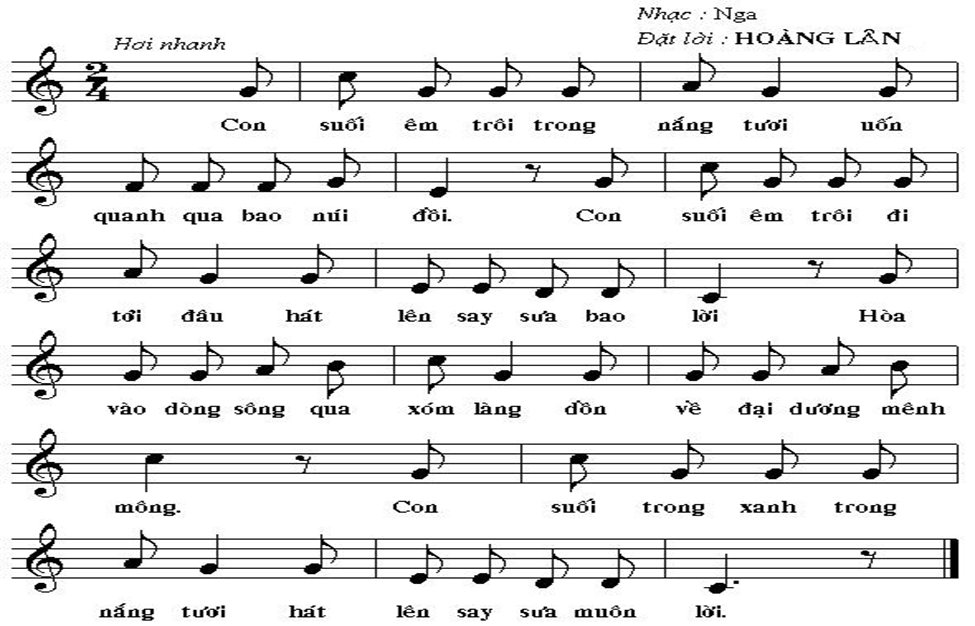 Nhạc : Nga
Hơi nhanh
Đặt lời : HOÀNG LÂN
2
4
Con suối êm trôi trong nắng tươi uốn
quanh qua bao núi đồi. Con suối êm trôi đi
tới đâu hát lên say sưa bao lời Hòa
vào dòng sông qua xóm làng dồn về đại dương mênh
mông. Con suối trong xanh trong
nắng tươi hát lên say sưa muôn lời.